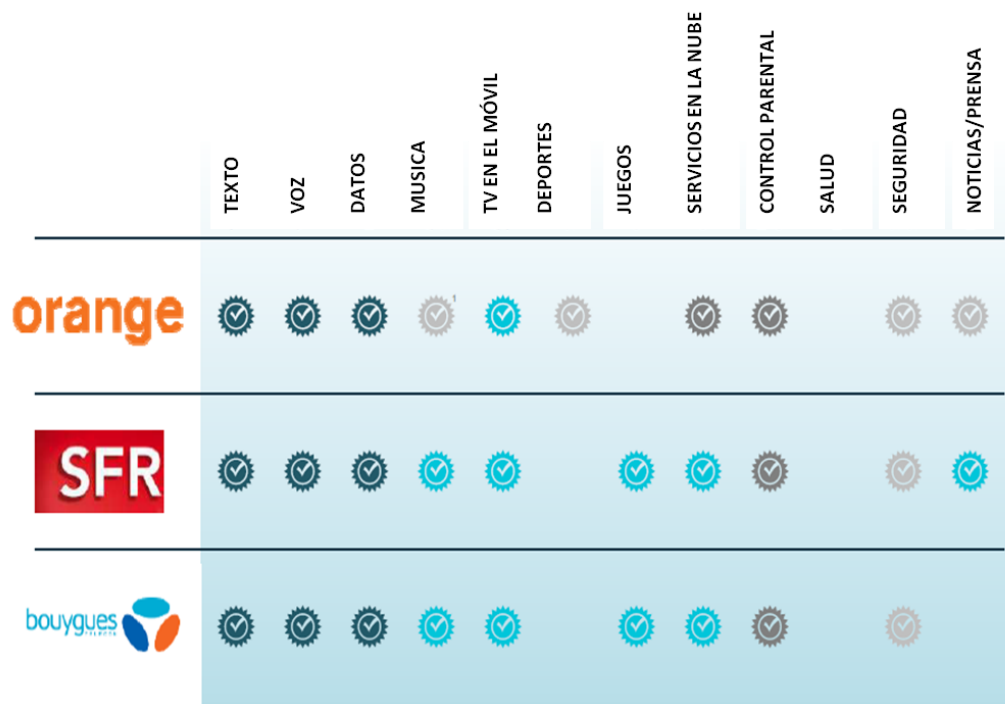 TEXTO
VOZ
DATOS
MUSICA
TV EN EL MÓVIL
DEPORTES
JUEGOS
SERVICIOS EN LA NUBE
CONTROL PARENTAL
SALUD
SEGURIDAD
NOTICIAS/PRENSA
orange
1
SFR
bouygues